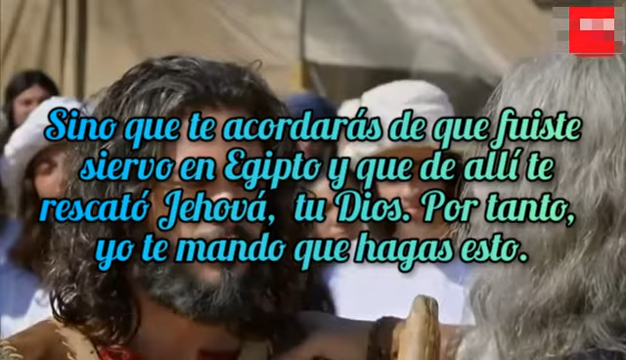 Sino que te acordarás de que fuiste
siervo en Egipto y que de allí te
rescató Jehová, tu Dios. Por tanto,
yo te mando que hagas esto.